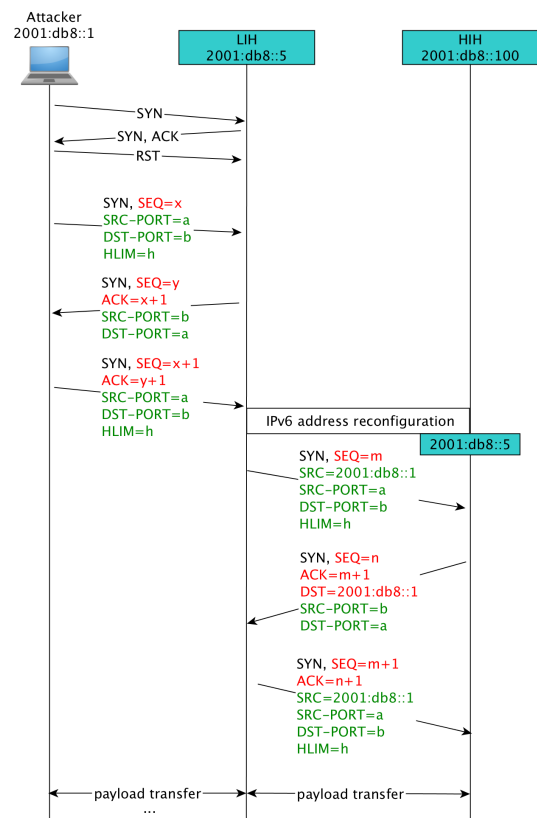 Attacker
2001:db8::1
LIH
2001:db8::5
HIH
2001:db8::100
SYN
SYN, ACK
RST
SYN, SEQ=x
SRC-PORT=a
DST-PORT=b
HLIM=h
SYN, SEQ=y
ACK=x+1
SRC-PORT=b
DST-PORT=a
SYN, SEQ=x+1
ACK=y+1
SRC-PORT=a
DST-PORT=b
HLIM=h
IPv6 address reconfiguration
2001:db8::5
SYN, SEQ=m
SRC=2001:db8::1
SRC-PORT=a
DST-PORT=b
HLIM=h
SYN, SEQ=n
ACK=m+1
DST=2001:db8::1
SRC-PORT=b
DST-PORT=a
SYN, SEQ=m+1
ACK=n+1
SRC=2001:db8::1
SRC-PORT=a
DST-PORT=b
HLIM=h
payload transfer
...
payload transfer